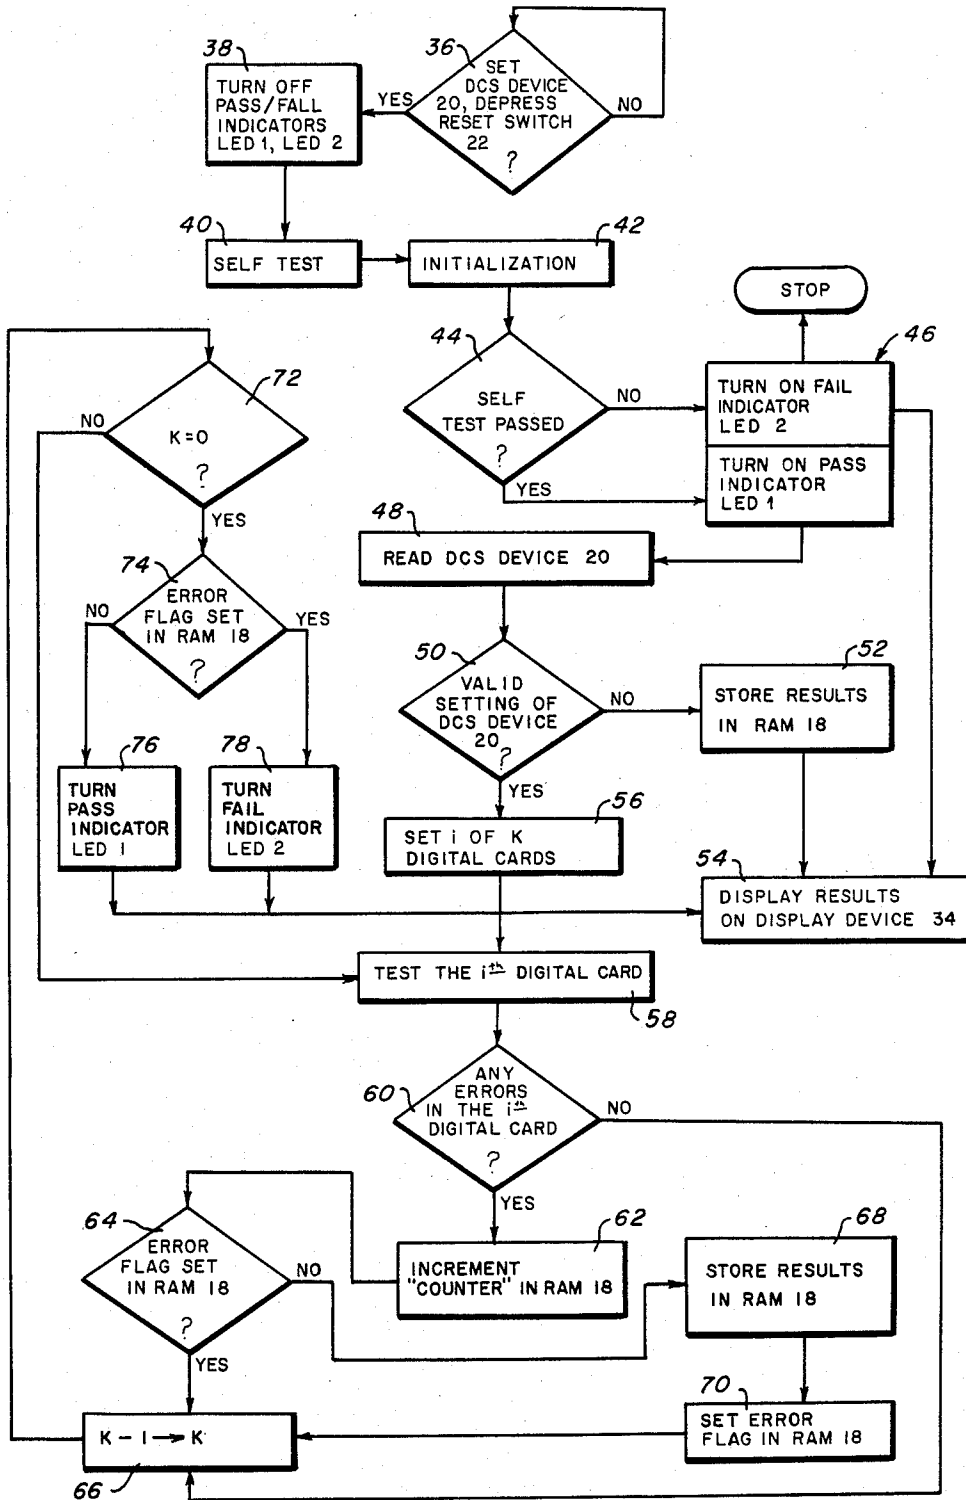 38
TURN OFF
PASS/FALL
INDICATORS
LED 1, LED 2
YES
36
SET
DCS DEVICE
20, DEPRESS
RESET SWITCH
22
?
NO
40
SELF TEST
42
INITIALIZATION
STOP
44
SELF
TEST PASSED
?
NO
YES
46
TURN ON FAIL
INDICATOR
LED 2
TURN ON PASS
INDICATOR
LED 1
72
NO
K=0
?
YES
48
READ DCS DEVICE 20
74
NO
ERROR
FLAG SET
IN RAM 18
?
YES
50
VALID
SETTING OF
DCS DEVICE
20
?
NO
YES
52
STORE RESULTS
IN RAM 18
76
TURN
PASS
INDICATOR
LED 1
78
TURN
FAIL
INDICATOR
LED 2
56
SET i OF K
DIGITAL CARDS
54
DISPLAY RESULTS
ON DISPLAY DEVICE 34
TEST THE ith DIGITAL CARD
58
60
ANY
ERRORS
IN THE ith
DIGITAL CARD
?
NO
YES
64
ERROR
FLAG SET
IN RAM 18
?
NO
YES
62
INCREMENT
"COUNTER" IN RAM 18
68
STORE RESULTS
IN RAM 18
70
SET ERROR
FLAG IN RAM 18
K - 1 → K
66